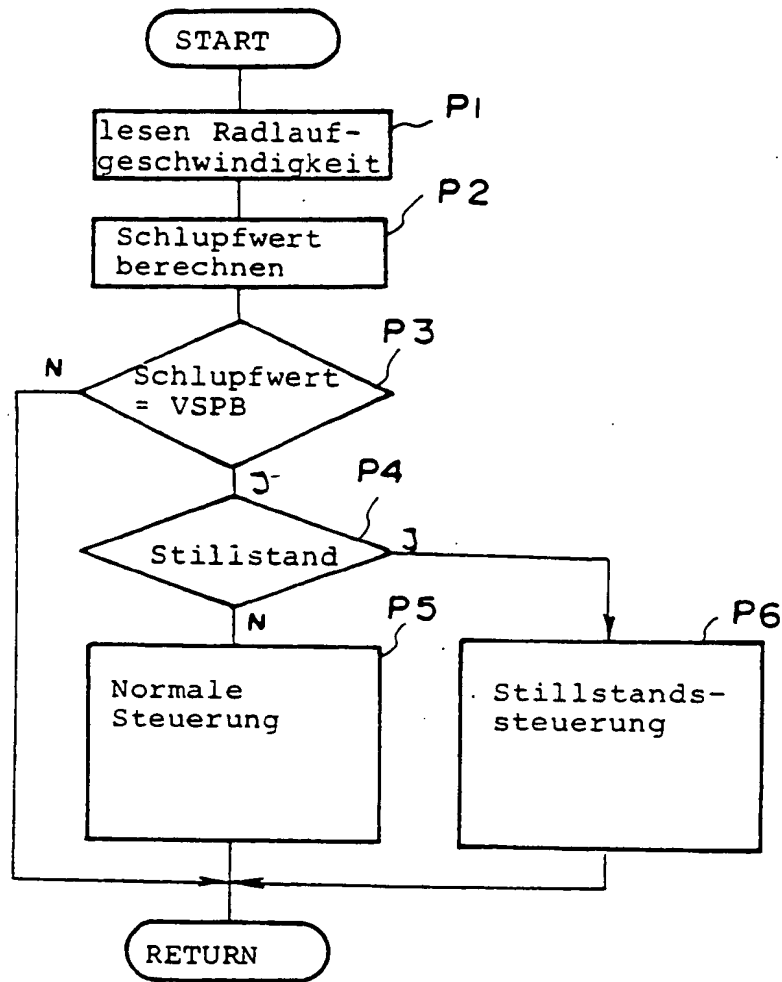 START
P1
lesen Radlauf-
geschwindigkeit
P2
Schlupfwert
berechnen
P3
N
Schlupfwert
= VSPB
J
P4
Stillstand
J
N
P5
P6
Normale
Steuerung
Stillstands-
steuerung
RETURN